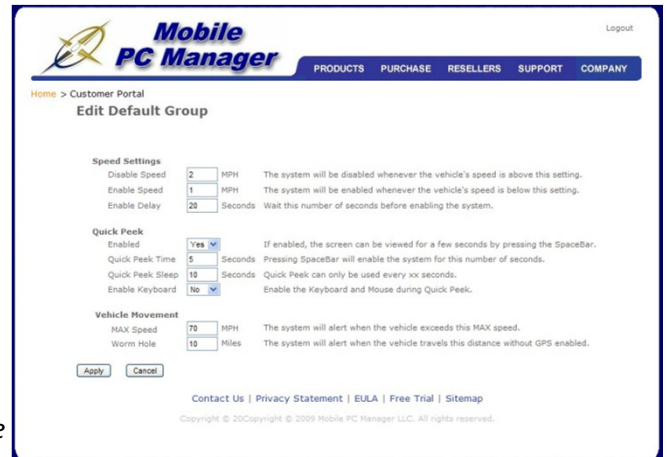 Logout
Mobile
PC Manager
PRODUCTS PURCHASE RESELLERS SUPPORT COMPANY
Home > Customer Portal
Edit Default Group
Speed Settings
Disable Speed 2 MPH The system will be disabled whenever the vehicle's speed is above this setting.
Enable Speed 1 MPH The system will be enabled whenever the vehicle's speed is below this setting.
Enable Delay 20 Seconds Wait this number of seconds before enabling the system.
Quick Peek
Enabled Yes If enabled, the screen can be viewed for a few seconds by pressing the SpaceBar.
Quick Peek Time 5 Seconds Pressing SpaceBar will enable the system for this number of seconds.
Quick Peek Sleep 10 Seconds Quick Peek can only be used every xx seconds.
Enable Keyboard No Enable the Keyboard and Mouse during Quick Peek.
Vehicle Movement
MAX Speed 70 MPH The system will alert when the vehicle exceeds this MAX speed.
Worm Hole 10 Miles The system will alert when the vehicle travels this distance without GPS enabled.
Apply Cancel
Contact Us | Privacy Statement | EULA | Free Trial | Sitemap
Copyright © 20Copyright © 2009 Mobile PC Manager LLC. All rights reserved.
e